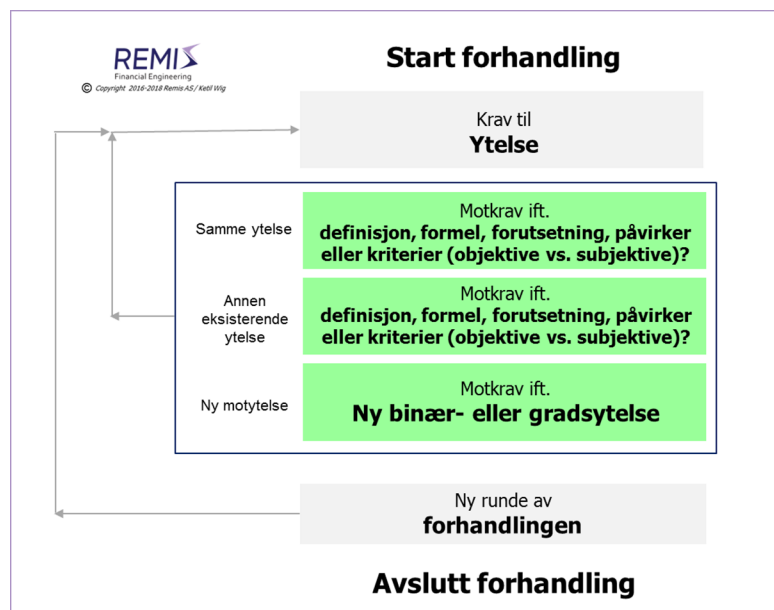 REMIS
Financial Engineering
© Copyright 2016-2018 Remis AS / Ketil Wig
Start forhandling
Krav til
Ytelse
Samme ytelse
Motkrav ift.
definisjon, formel, forutsetning, påvirker
eller kriterier (objektive vs. subjektive)?
Annen
eksisterende
ytelse
Motkrav ift.
definisjon, formel, forutsetning, påvirker
eller kriterier (objektive vs. subjektive)?
Ny motytelse
Motkrav ift.
Ny binær- eller gradsytelse
Ny runde av
forhandlingen
Avslutt forhandling